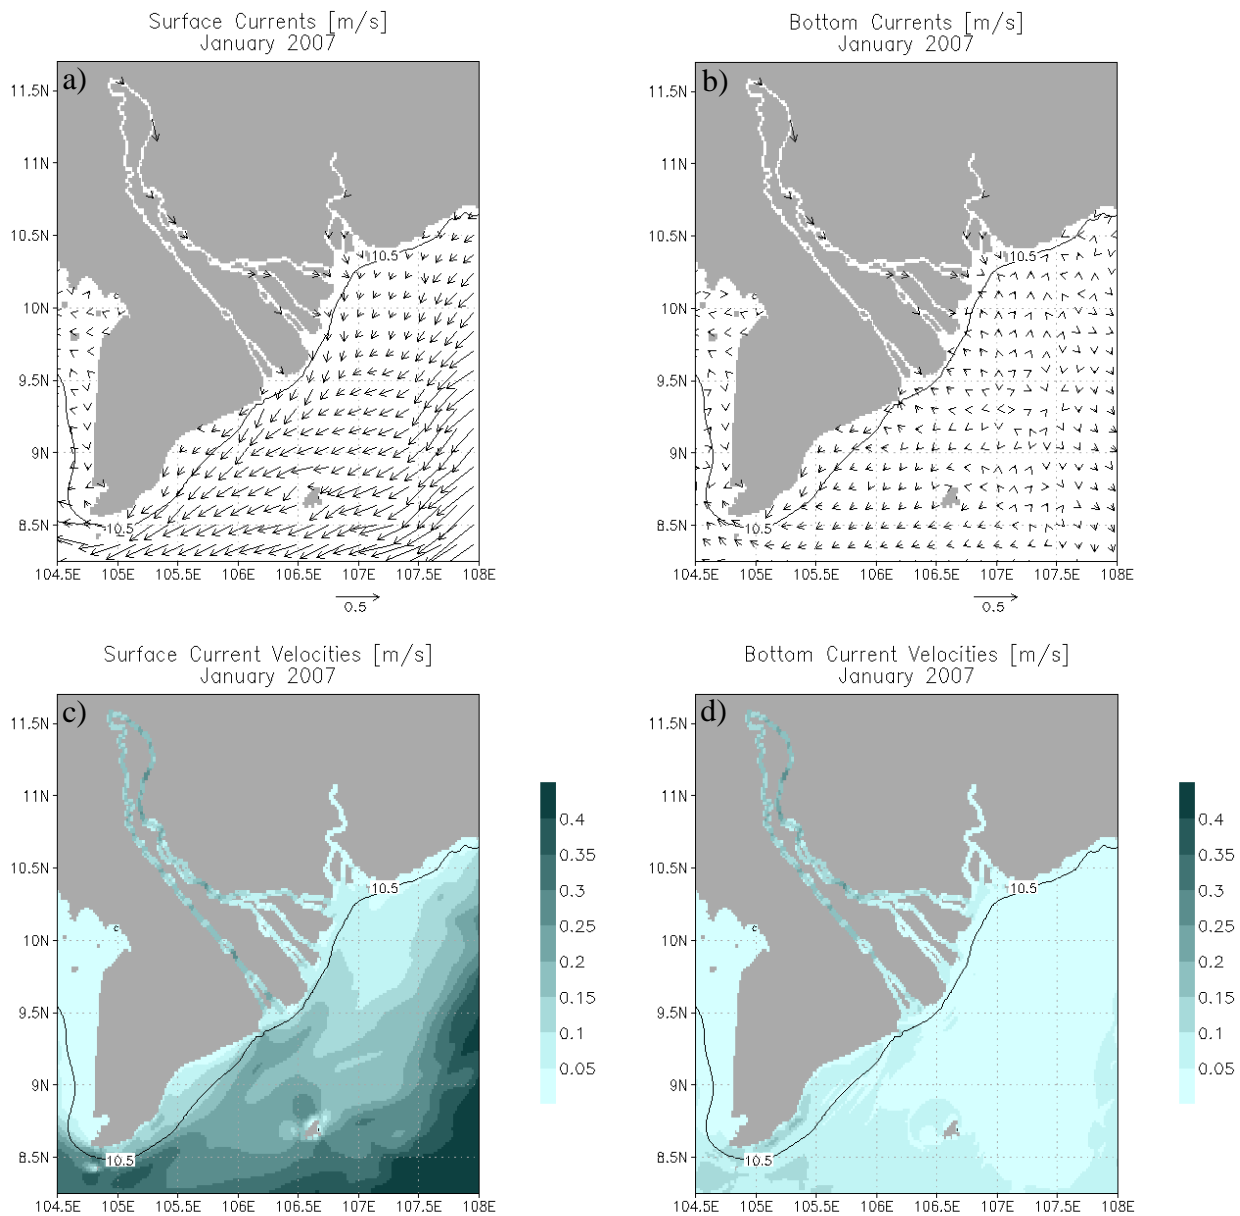 Surface Currents [m/s]
January 2007
a)
11.5N
11N
10.5N
10N
9.5N
9N
8.5N
10.5
10.5
104.5E 105E 105.5E 106E 106.5E 107E 107.5E 108E
0.5
Bottom Currents [m/s]
January 2007
b)
11.5N
11N
10.5N
10N
9.5N
9N
8.5N
10.5
10.5
104.5E 105E 105.5E 106E 106.5E 107E 107.5E 108E
0.5
Surface Current Velocities [m/s]
January 2007
c)
11.5N
11N
10.5N
10N
9.5N
9N
8.5N
10.5
10.5
104.5E 105E 105.5E 106E 106.5E 107E 107.5E 108E
0.4
0.35
0.3
0.25
0.2
0.15
0.1
0.05
Bottom Current Velocities [m/s]
January 2007
d)
11.5N
11N
10.5N
10N
9.5N
9N
8.5N
10.5
10.5
104.5E 105E 105.5E 106E 106.5E 107E 107.5E 108E
0.4
0.35
0.3
0.25
0.2
0.15
0.1
0.05